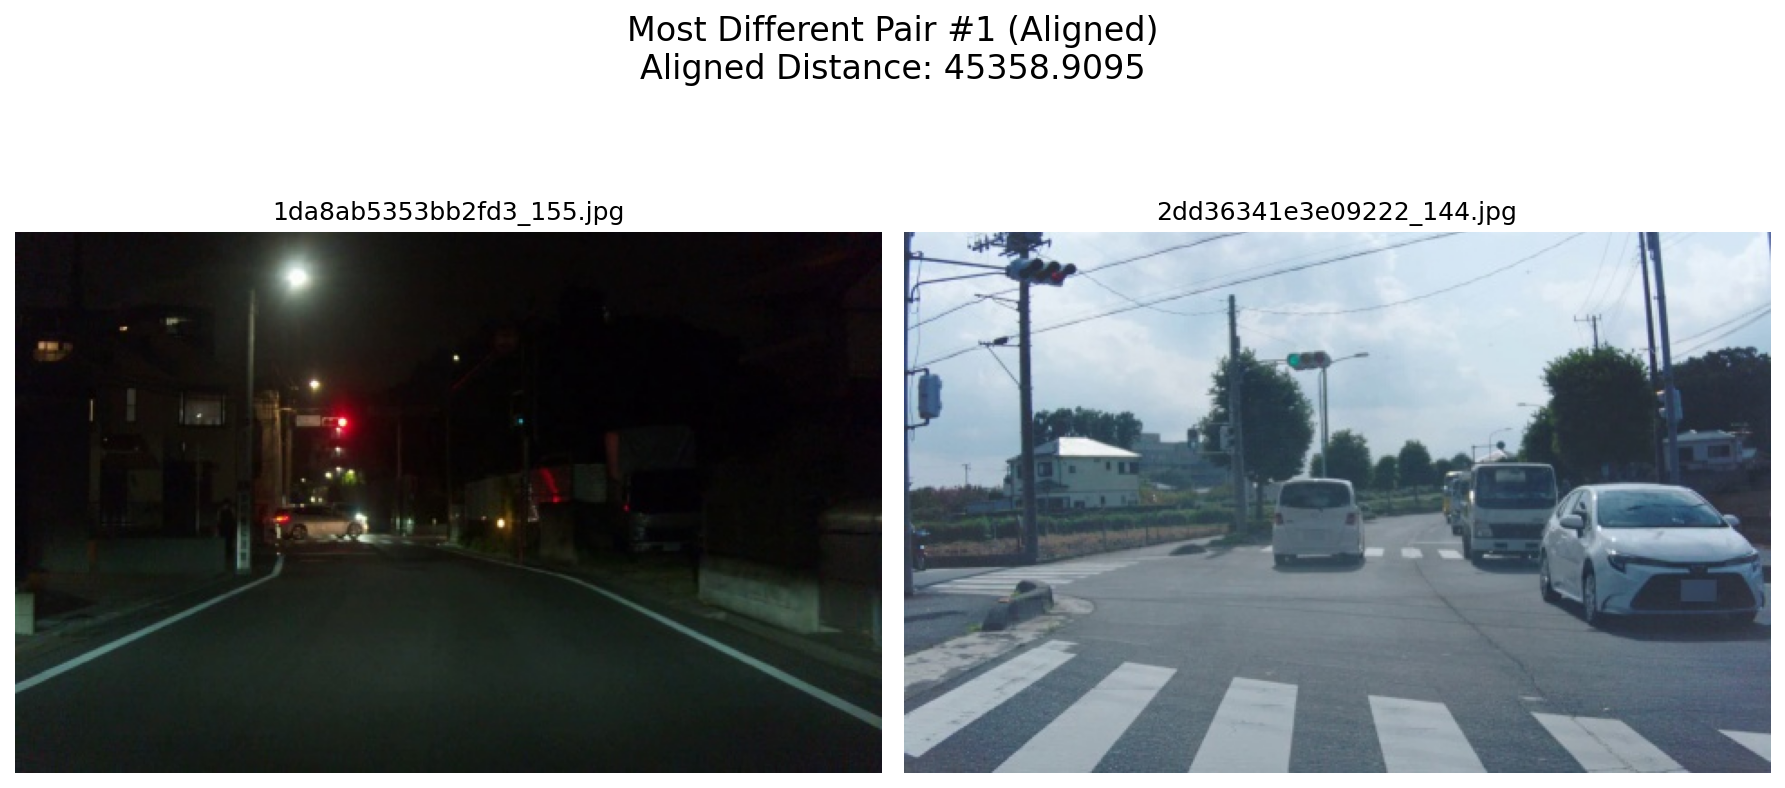 Most Different Pair #1 (Aligned)
Aligned Distance: 45358.9095
1da8ab5353bb2fd3_155.jpg
2dd36341e3e09222_144.jpg